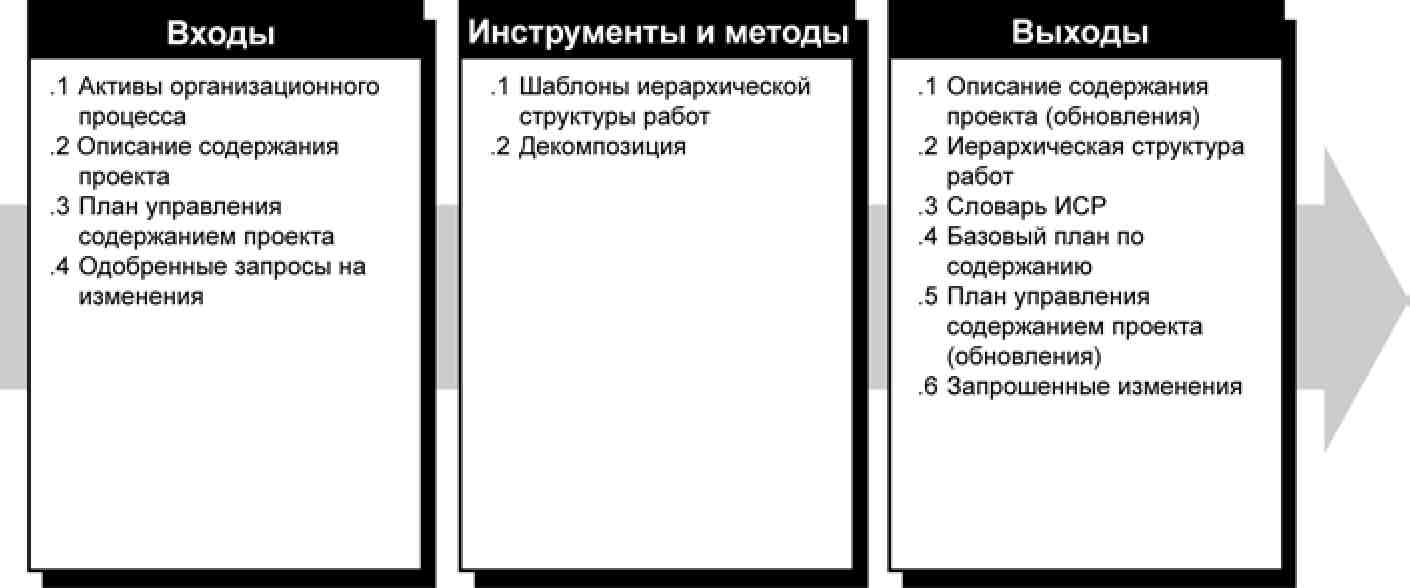 Входы
.1 Активы организационного
процесса
.2 Описание содержания
проекта
.3 План управления
содержанием проекта
.4 Одобренные запросы на
изменения
Инструменты и методы
.1 Шаблоны иерархической
структуры работ
.2 Декомпозиция
Выходы
.1 Описание содержания
проекта (обновления)
.2 Иерархическая структура
работ
.3 Словарь ИСР
.4 Базовый план по
содержанию
.5 План управления
содержанием проекта
(обновления)
.6 Запрошенные изменения